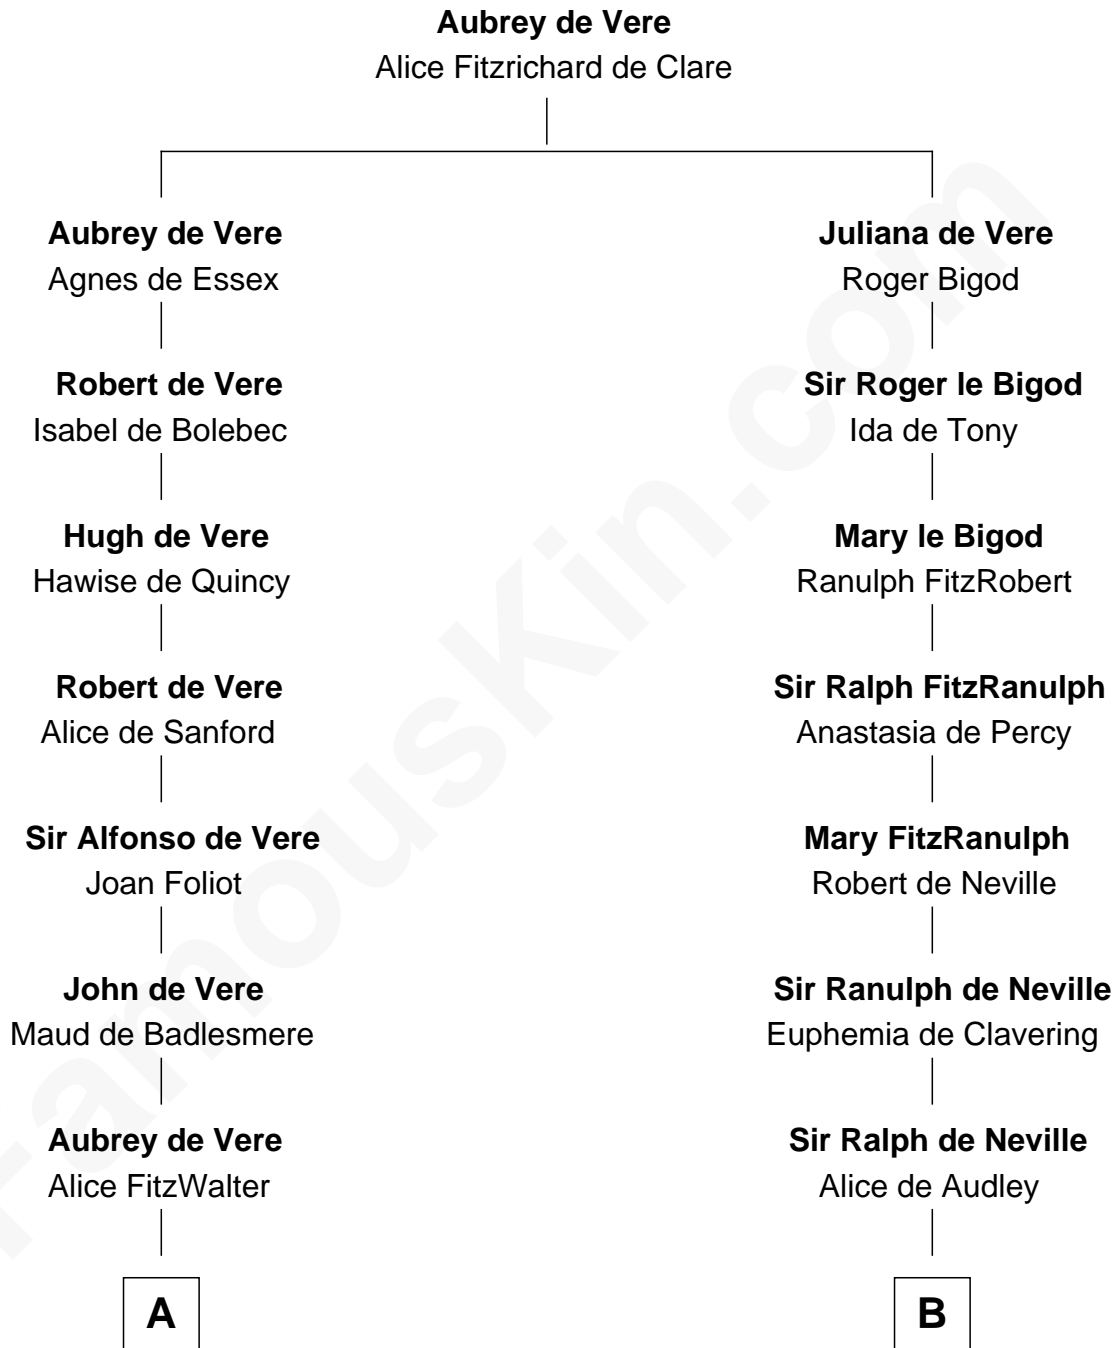 Aubrey de Vere
Alice Fitzrichard de Clare
Aubrey de Vere
Agnes de Essex
Robert de Vere
Isabel de Bolebec
Hugh de Vere
Hawise de Quincy
Robert de Vere
Alice de Sanford
Sir Alfonso de Vere
Joan Foliot
John de Vere
Maud de Badlesmere
Aubrey de Vere
Alice FitzWalter
A
Juliana de Vere
Roger Bigod
Sir Roger le Bigod
Ida de Tony
Mary le Bigod
Ranulph FitzRobert
Sir Ralph FitzRanulph
Anastasia de Percy
Mary FitzRanulph
Robert de Neville
Sir Ranulph de Neville
Euphemia de Clavering
Sir Ralph de Neville
Alice de Audley
B
FamousKin.com